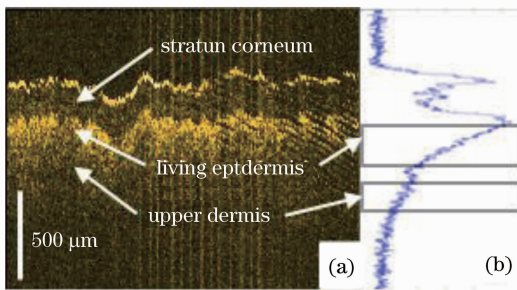 stratun corneum
living eptdermis
upper dermis
500 μm
(a)
(b)